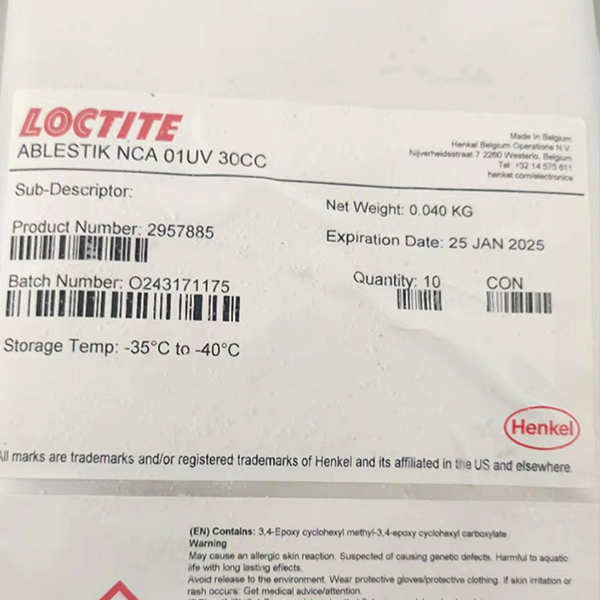 LOCTITE
ABLESTIK NCA 01UV 30CC
Made in Belgium
Henkel Belgium Operations N.V.
Nijverheidsstraat 7 2260 Westerlo, Belgium
Tel: +32 14 575 611
henkel.com/electronics
Sub-Descriptor:
Net Weight: 0.040 KG
Product Number: 2957885
Expiration Date: 25 JAN 2025
Batch Number: O243171175
Quantity: 10 CON
Storage Temp: -35°C to -40°C
Henkel
All marks are trademarks and/or registered trademarks of Henkel and its affiliated in the US and elsewhere.
(EN) Contains: 3,4-Epoxy cyclohexyl methyl-3,4-epoxy cyclohexyl carboxylate
Warning
May cause an allergic skin reaction. Suspected of causing genetic defects. Harmful to aquatic
life with long lasting effects.
Avoid release to the environment. Wear protective gloves/protective clothing. If skin irritation or
rash occurs: Get medical advice/attention.